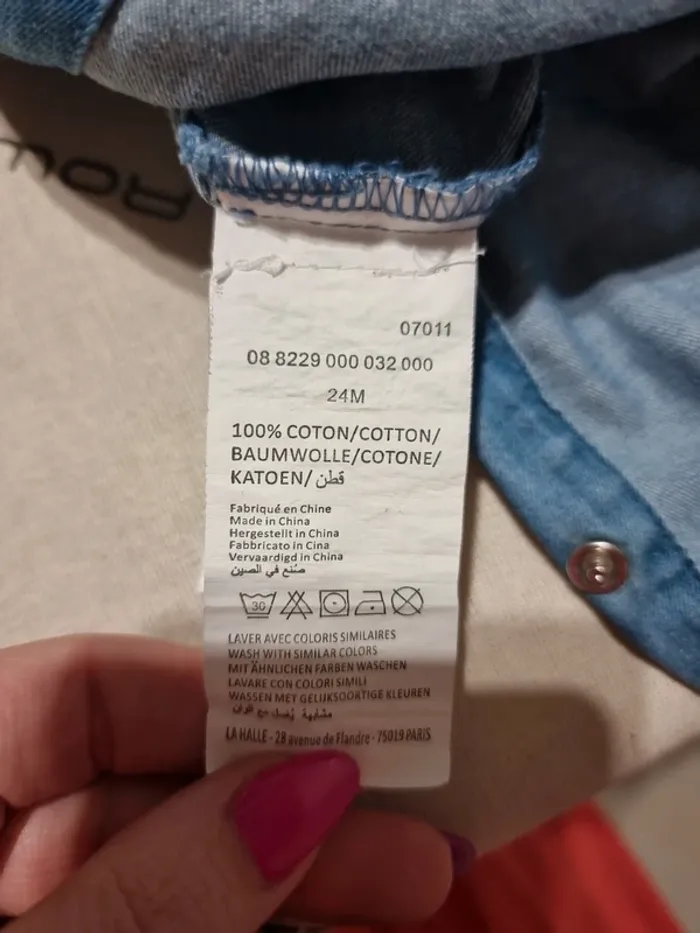 07011
08 8229 000 032 000
24M
100% COTON/COTTON/
BAUMWOLLE/COTONE/
KATOEN/ قطن
Fabriqué en Chine
Made in China
Hergestellt in China
Fabbricato in Cina
Vervaardigd in China
صنع في الصين
30
LAVER AVEC COLORIS SIMILAIRES
WASH WITH SIMILAR COLORS
MIT ÄHNLICHEN FARBEN WASCHEN
LAVARE CON COLORI SIMILI
WASSEN MET GELIJKSOORTIGE KLEUREN
مشابهة
LA HALLE - 28 avenue de Flandre - 75019 PARIS